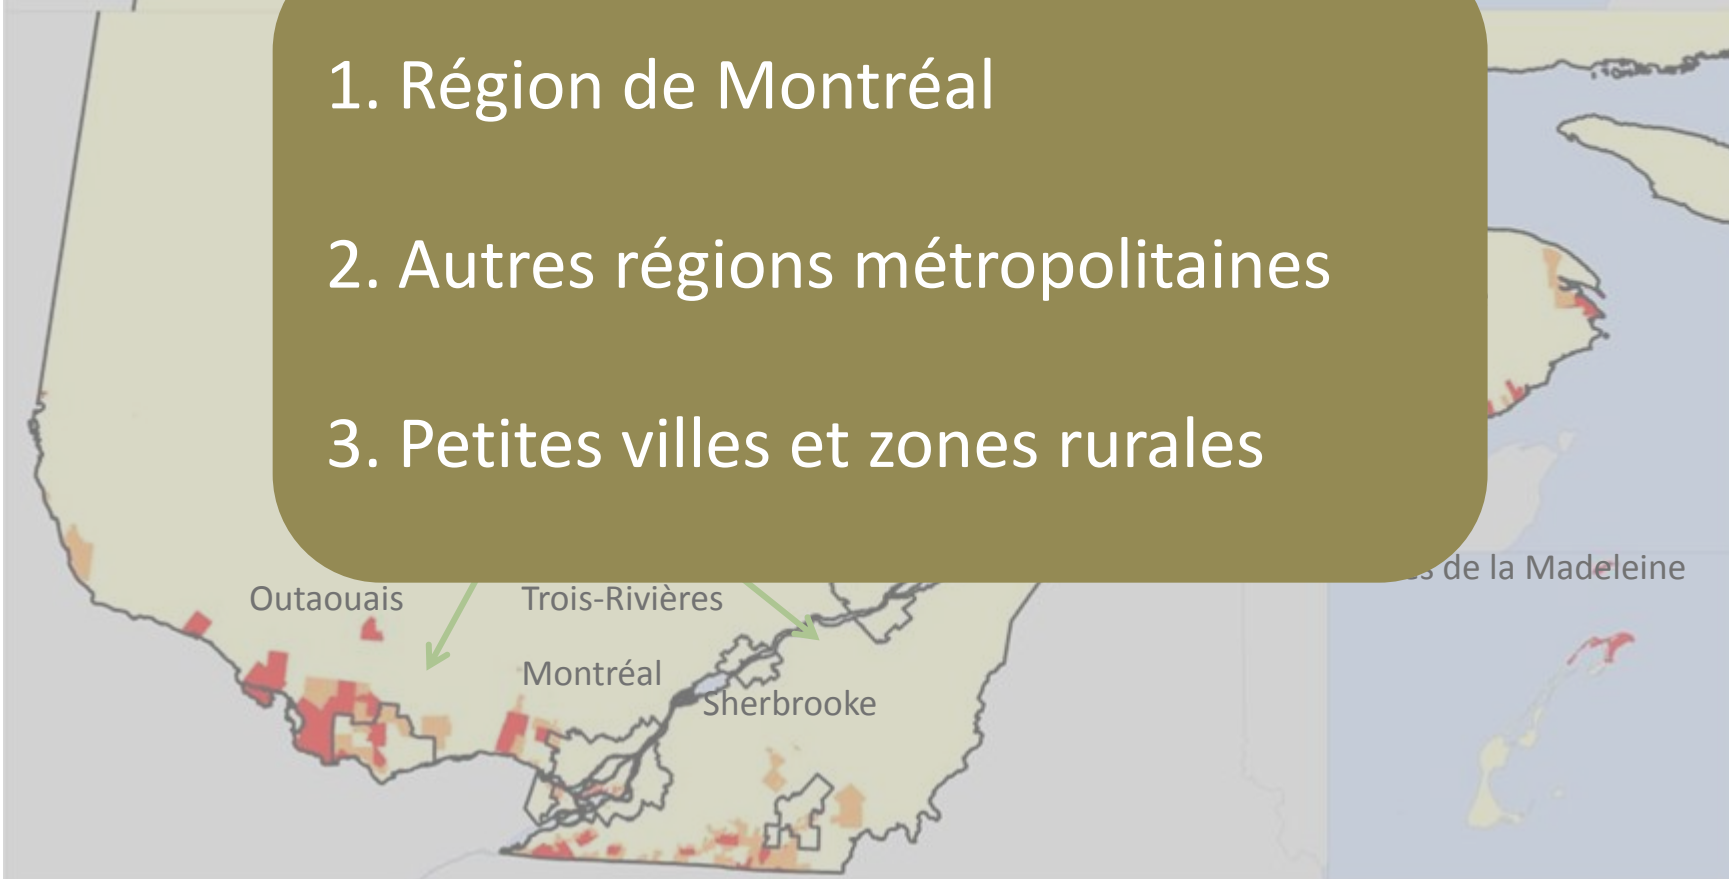 1. Région de Montréal
2. Autres régions métropolitaines
3. Petites villes et zones rurales
de la Madeleine
Outaouais
Trois-Rivières
Montréal
Sherbrooke